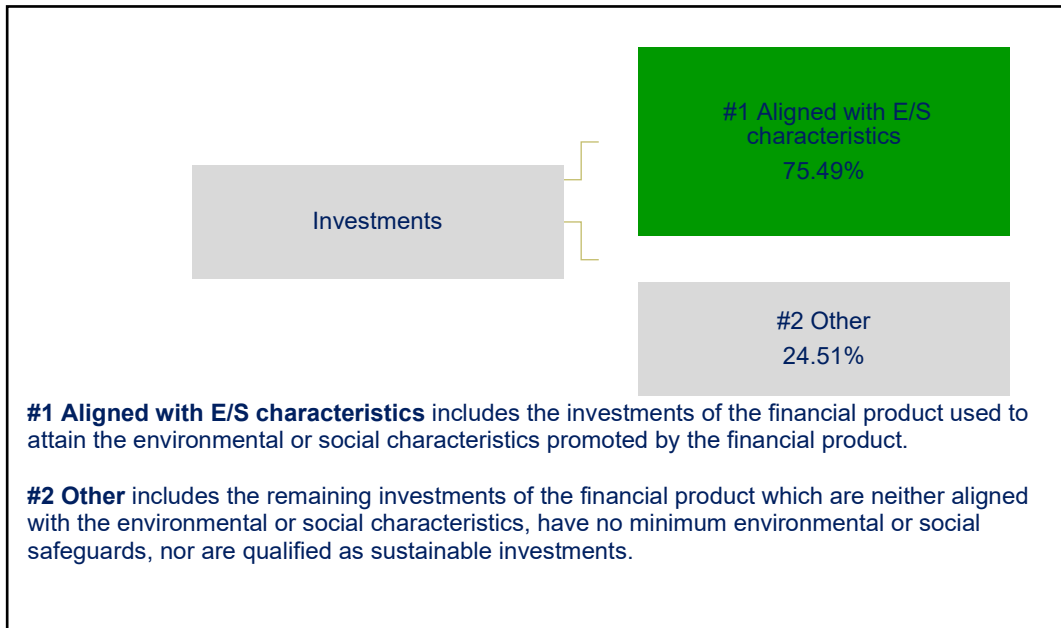 #1 Aligned with E/S
characteristics
75.49%
Investments
#2 Other
24.51%
#1 Aligned with E/S characteristics includes the investments of the financial product used to
attain the environmental or social characteristics promoted by the financial product.
#2 Other includes the remaining investments of the financial product which are neither aligned
with the environmental or social characteristics, have no minimum environmental or social
safeguards, nor are qualified as sustainable investments.